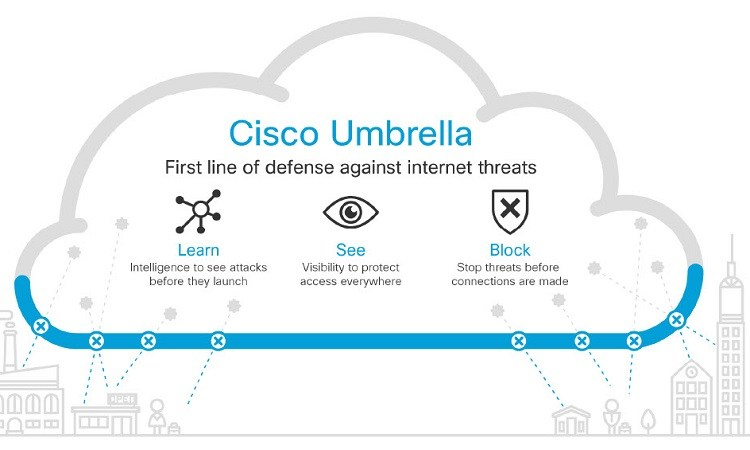 Cisco Umbrella
First line of defense against internet threats
Learn
Intelligence to see attacks
before they launch
See
Visibility to protect
access everywhere
Block
Stop threats before
connections are made
OPEN